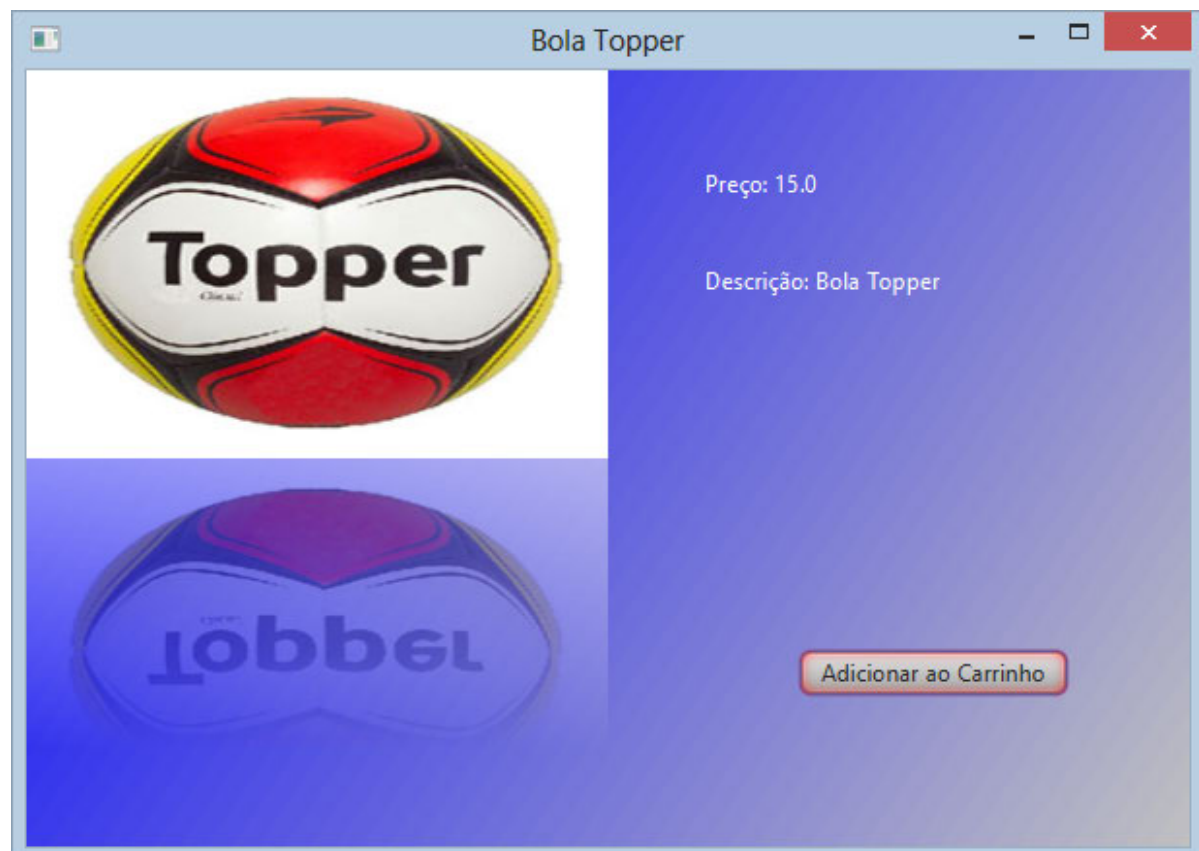 Bola Topper
Topper
Preço: 15.0
Descrição: Bola Topper
Adicionar ao Carrinho